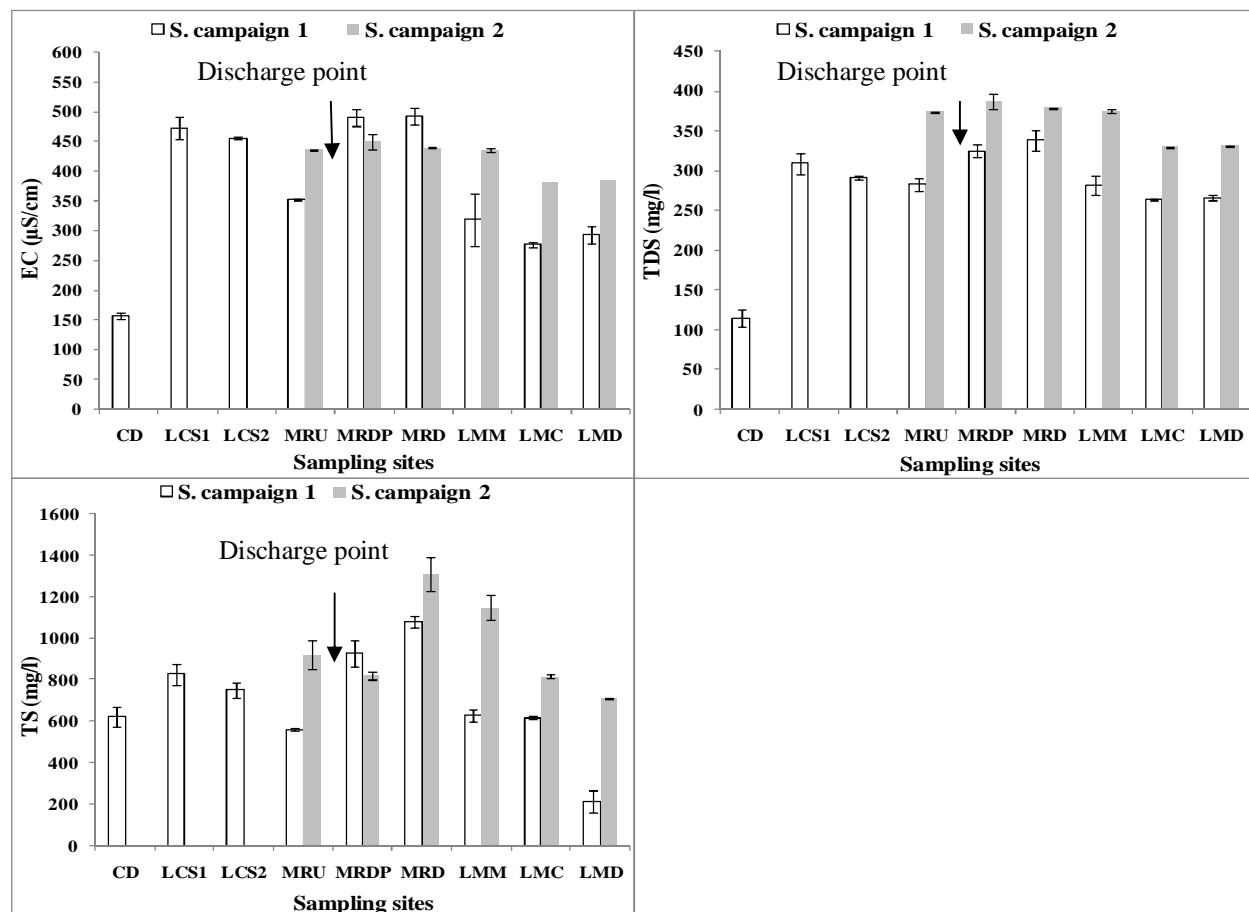 S. campaign 1 S. campaign 2
Discharge point
EC (µS/cm)
600
550
500
450
400
350
300
250
200
150
100
50
0
CD LCS1 LCS2 MRU MRDP MRD LMM LMC LMD
Sampling sites
S. campaign 1 S. campaign 2
Discharge point
TDS (mg/l)
450
400
350
300
250
200
150
100
50
0
CD LCS1 LCS2 MRU MRDP MRD LMM LMC LMD
Sampling sites
S. campaign 1 S. campaign 2
Discharge point
TS (mg/l)
1600
1400
1200
1000
800
600
400
200
0
CD LCS1 LCS2 MRU MRDP MRD LMM LMC LMD
Sampling sites